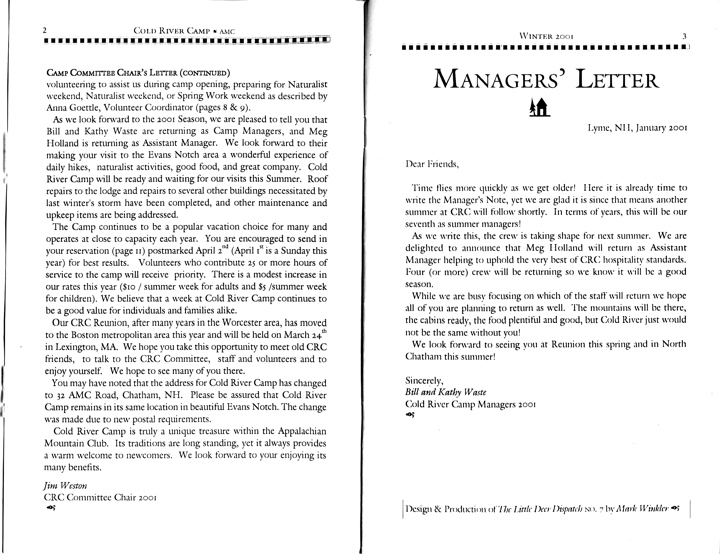 2
COLD RIVER CAMP ▪ AMC
CAMP COMMITTEE CHAIR'S LETTER (CONTINUED)
volunteering to assist us during camp opening, preparing for Naturalist
weekend, Naturalist weekend, or Spring Work weekend as described by
Anna Goettle, Volunteer Coordinator (pages 8 & 9).
As we look forward to the 2001 Season, we are pleased to tell you that
Bill and Kathy Waste are returning as Camp Managers, and Meg
Holland is returning as Assistant Manager. We look forward to their
making your visit to the Evans Notch area a wonderful experience of
daily hikes, naturalist activities, good food, and great company. Cold
River Camp will be ready and waiting for our visits this Summer. Roof
repairs to the lodge and repairs to several other buildings necessitated by
last winter's storm have been completed, and other maintenance and
upkeep items are being addressed.
The Camp continues to be a popular vacation choice for many and
operates at close to capacity each year. You are encouraged to send in
your reservation (page 11) postmarked April 2nd (April 1st is a Sunday this
year) for best results. Volunteers who contribute 25 or more hours of
service to the camp will receive priority. There is a modest increase in
our rates this year ($10 / summer week for adults and $5 /summer week
for children). We believe that a week at Cold River Camp continues to
be a good value for individuals and families alike.
Our CRC Reunion, after many years in the Worcester area, has moved
to the Boston metropolitan area this year and will be held on March 24th
in Lexington, MA. We hope you take this opportunity to meet old CRC
friends, to talk to the CRC Committee, staff and volunteers and to
enjoy yourself. We hope to see many of you there.
You may have noted that the address for Cold River Camp has changed
to 32 AMC Road, Chatham, NH. Please be assured that Cold River
Camp remains in its same location in beautiful Evans Notch. The change
was made due to new postal requirements.
Cold River Camp is truly a unique treasure within the Appalachian
Mountain Club. Its traditions are long standing, yet it always provides
a warm welcome to newcomers. We look forward to your enjoying its
many benefits.
Jim Weston
CRC Committee Chair 2001
WINTER 2001
3
MANAGERS' LETTER
Lyme, NH, January 2001
Dear Friends,
Time flies more quickly as we get older! Here it is already time to
write the Manager's Note, yet we are glad it is since that means another
summer at CRC will follow shortly. In terms of years, this will be our
seventh as summer managers!
As we write this, the crew is taking shape for next summer. We are
delighted to announce that Meg Holland will return as Assistant
Manager helping to uphold the very best of CRC hospitality standards.
Four (or more) crew will be returning so we know it will be a good
season.
While we are busy focusing on which of the staff will return we hope
all of you are planning to return as well. The mountains will be there,
the cabins ready, the food plentiful and good, but Cold River just would
not be the same without you!
We look forward to seeing you at Reunion this spring and in North
Chatham this summer!
Sincerely,
Bill and Kathy Waste
Cold River Camp Managers 2001
Design & Production of The Little Deer Dispatch NO. 7 by Mark Winkler